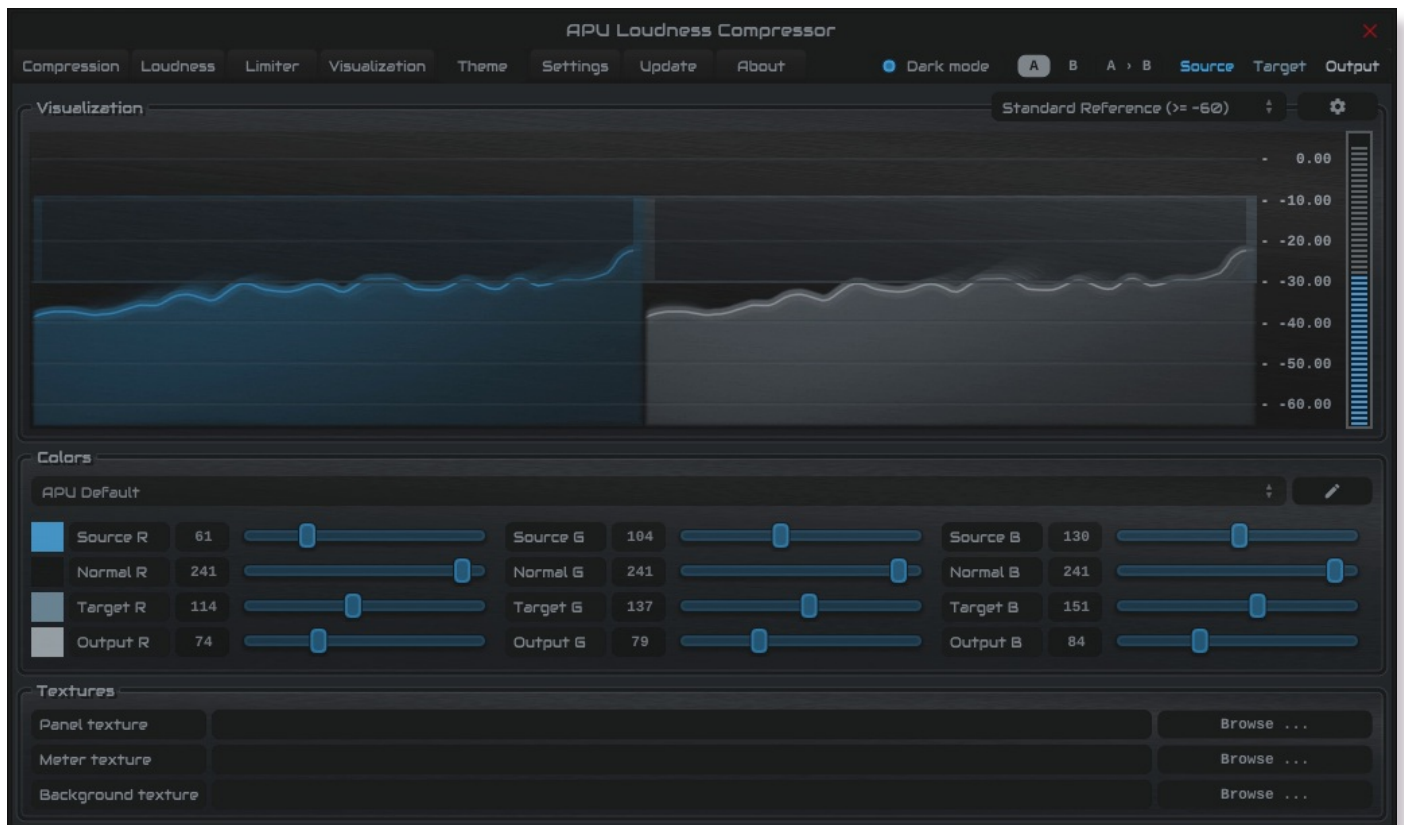 APU Loudness Compressor
Compression Loudness Limiter Visualization Theme Settings Update About Dark mode A B A › B Source Target Output
Visualization Standard Reference (>= -60)
- 0.00
- -10.00
- -20.00
- -30.00
- -40.00
- -50.00
- -60.00
Colors
APU Default
Source R 61 Source G 104 Source B 130
Normal R 241 Normal G 241 Normal B 241
Target R 114 Target G 137 Target B 151
Output R 74 Output G 79 Output B 84
Textures
Panel texture Browse ...
Meter texture Browse ...
Background texture Browse ...